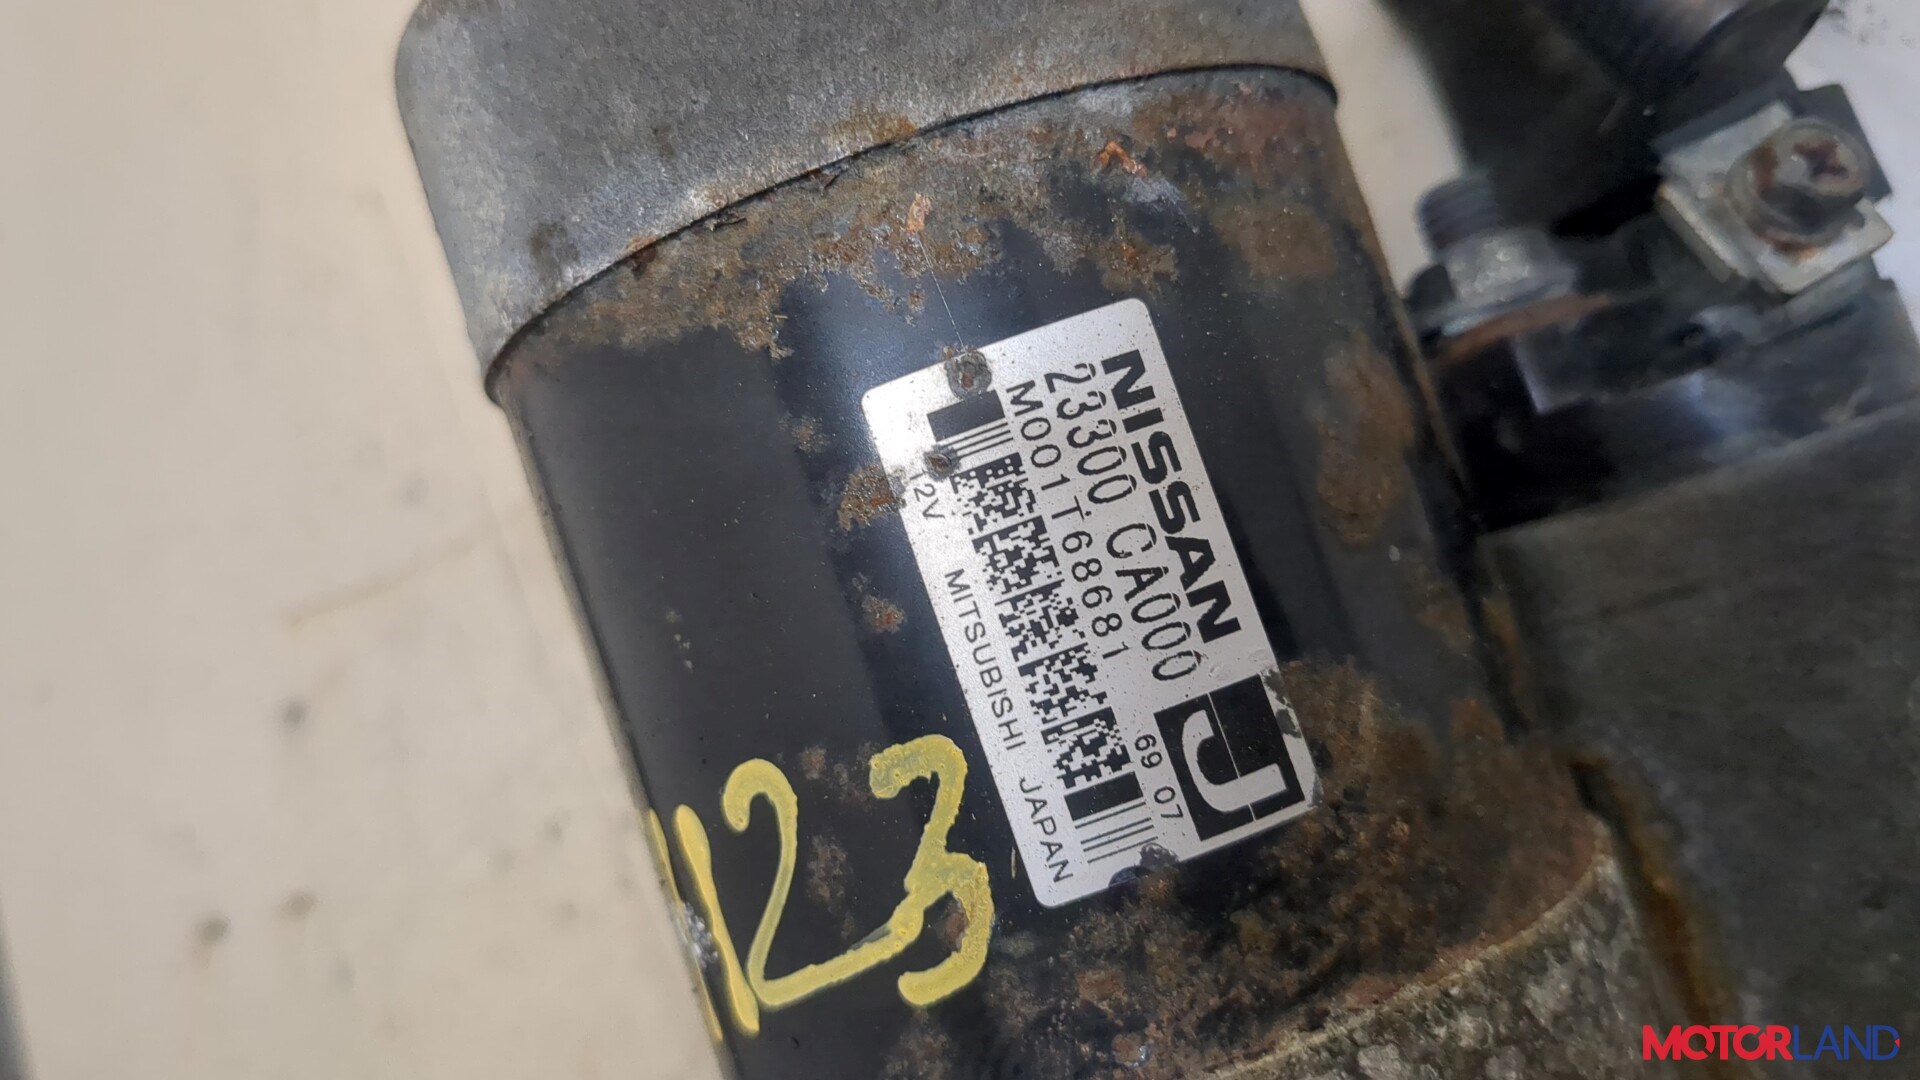 NISSAN
23300 CA000
M001T68681
69 07
12V MITSUBISHI JAPAN
123
MOTORLAND